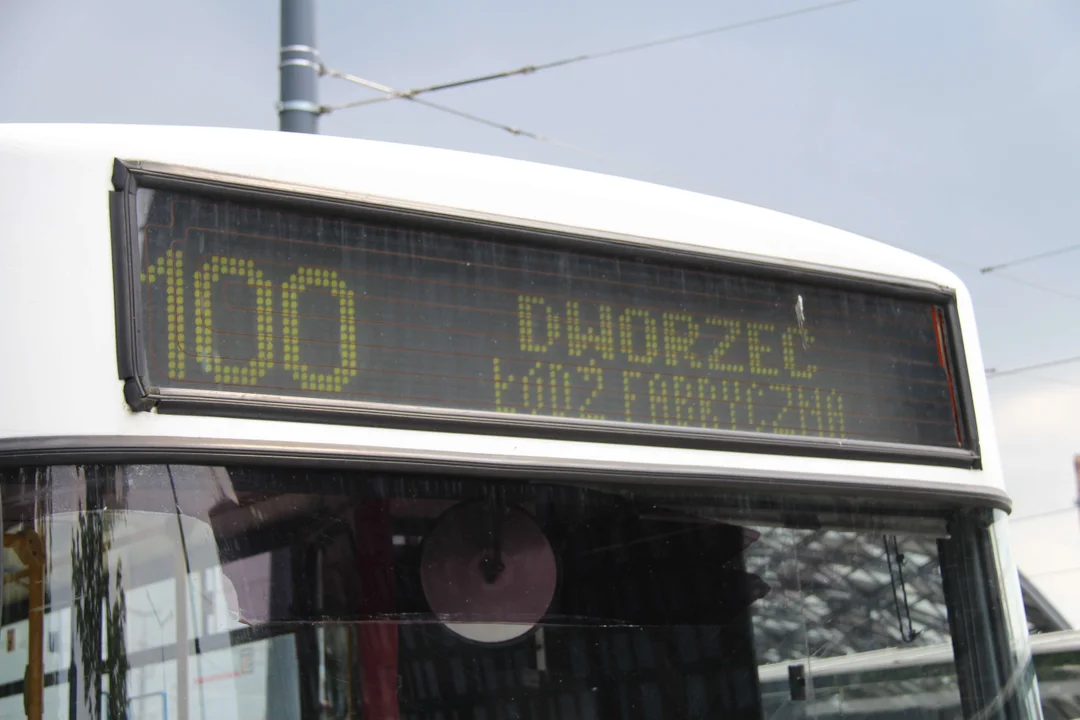 100
DWORZEC
ŁÓDŹ FABRYCZNA